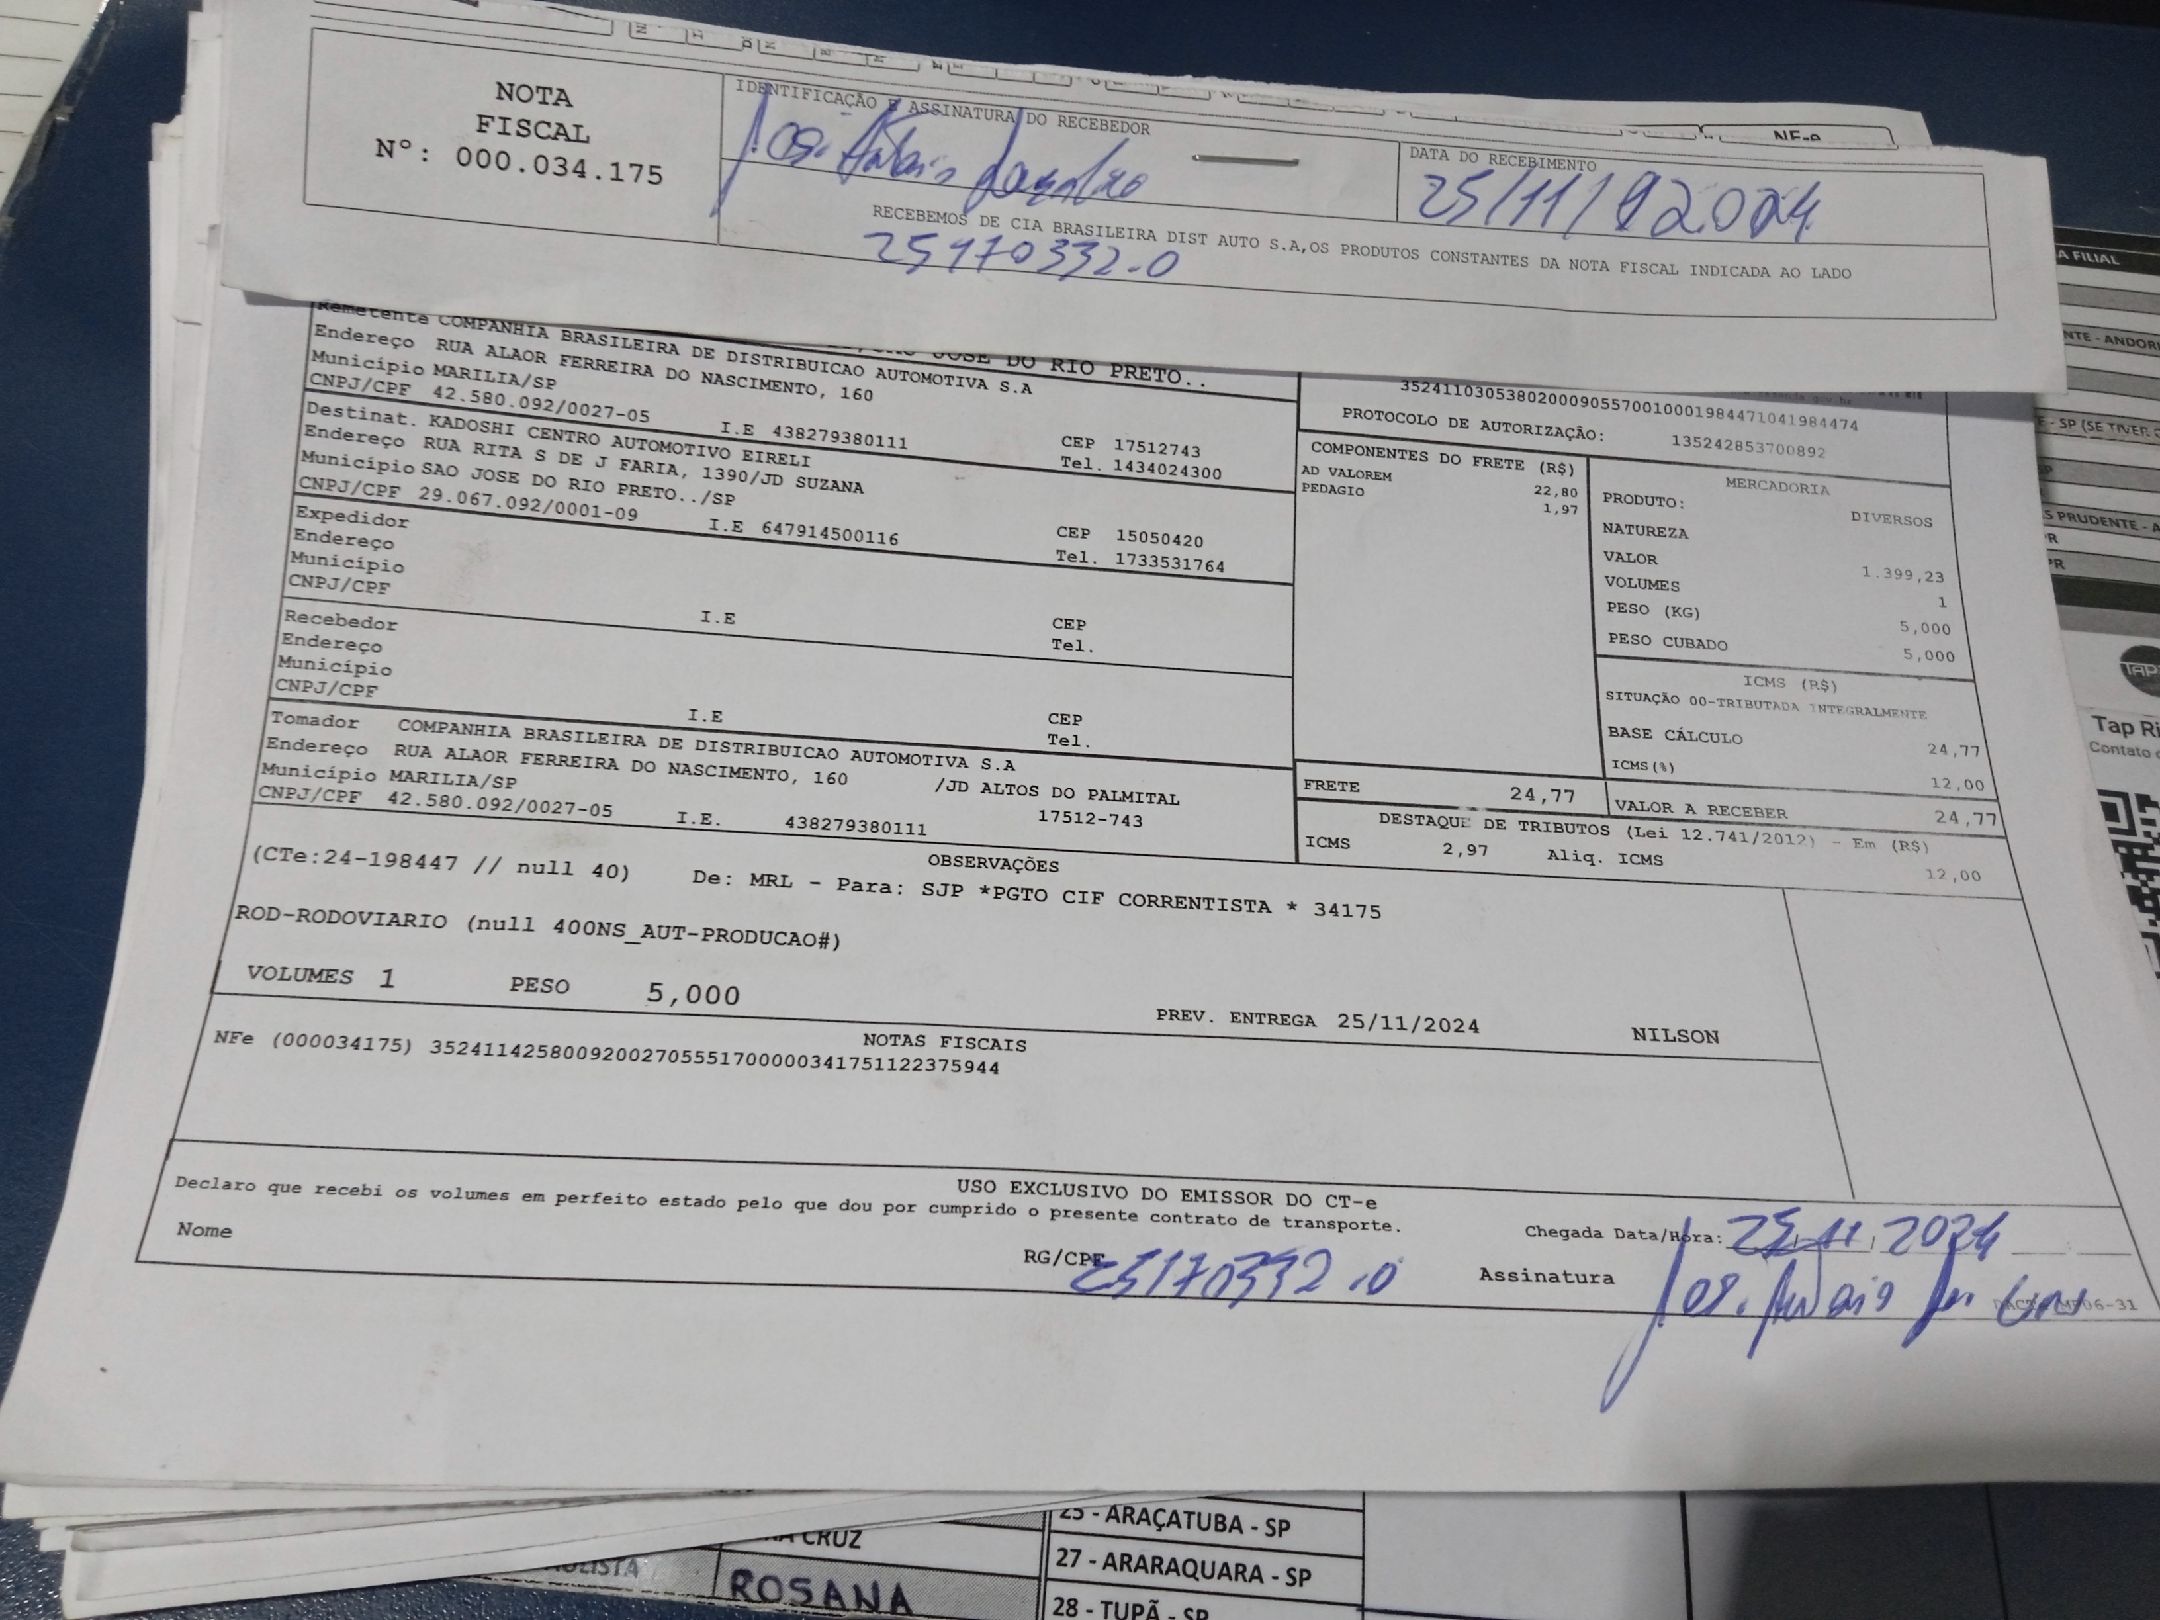 NOTA
FISCAL
Nº: 000.034.175
IDENTIFICAÇÃO E ASSINATURA DO RECEBEDOR
DATA DO RECEBIMENTO
25/11/2024
RECEBEMOS DE CIA BRASILEIRA DIST AUTO S.A,OS PRODUTOS CONSTANTES DA NOTA FISCAL INDICADA AO LADO
25170332-0
NF-e
JOSE DO RIO PRETO..
Remetente COMPANHIA BRASILEIRA DE DISTRIBUICAO AUTOMOTIVA S.A
Endereço RUA ALAOR FERREIRA DO NASCIMENTO, 160
Município MARILIA/SP CEP 17512743
CNPJ/CPF 42.580.092/0027-05 I.E 438279380111 Tel. 1434024300
Destinat. KADOSHI CENTRO AUTOMOTIVO EIRELI
Endereço RUA RITA S DE J FARIA, 1390/JD SUZANA
Município SAO JOSE DO RIO PRETO../SP CEP 15050420
CNPJ/CPF 29.067.092/0001-09 I.E 647914500116 Tel. 1733531764
Expedidor
Endereço
Município CEP
CNPJ/CPF I.E Tel.
Recebedor
Endereço
Município CEP
CNPJ/CPF I.E Tel.
Tomador COMPANHIA BRASILEIRA DE DISTRIBUICAO AUTOMOTIVA S.A
Endereço RUA ALAOR FERREIRA DO NASCIMENTO, 160 /JD ALTOS DO PALMITAL
Município MARILIA/SP 17512-743
CNPJ/CPF 42.580.092/0027-05 I.E. 438279380111
35241103053802000905570010001984471041984474
PROTOCOLO DE AUTORIZAÇÃO: 135242853700892
COMPONENTES DO FRETE (R$)
AD VALOREM 22,80
PEDAGIO 1,97
MERCADORIA
PRODUTO: DIVERSOS
NATUREZA
VALOR 1.399,23
VOLUMES 1
PESO (KG) 5,000
PESO CUBADO 5,000
ICMS (R$)
SITUAÇÃO 00-TRIBUTADA INTEGRALMENTE
BASE CÁLCULO 24,77
ICMS(%) 12,00
FRETE 24,77
VALOR A RECEBER 24,77
DESTAQUE DE TRIBUTOS (Lei 12.741/2012) - Em (R$)
ICMS 2,97 Aliq. ICMS 12,00
OBSERVAÇÕES
(CTe:24-198447 // null 40) De: MRL - Para: SJP *PGTO CIF CORRENTISTA * 34175
ROD-RODOVIARIO (null 400NS_AUT-PRODUCAO#)
VOLUMES 1 PESO 5,000 PREV. ENTREGA 25/11/2024 NILSON
NOTAS FISCAIS
NFe (000034175) 35241142580092002705551700000341751122375944
USO EXCLUSIVO DO EMISSOR DO CT-e
Declaro que recebi os volumes em perfeito estado pelo que dou por cumprido o presente contrato de transporte.
Chegada Data/Hora: 25,11,2024
Nome RG/CPF 25170332-0 Assinatura
A FILIAL
NTE - ANDOR
E - SP (SE TIVER
S PRUDENTE - A
Tap Ri
Contato
CRUZ
ROSANA
25 - ARAÇATUBA - SP
27 - ARARAQUARA - SP
28 - TUPÃ - SP